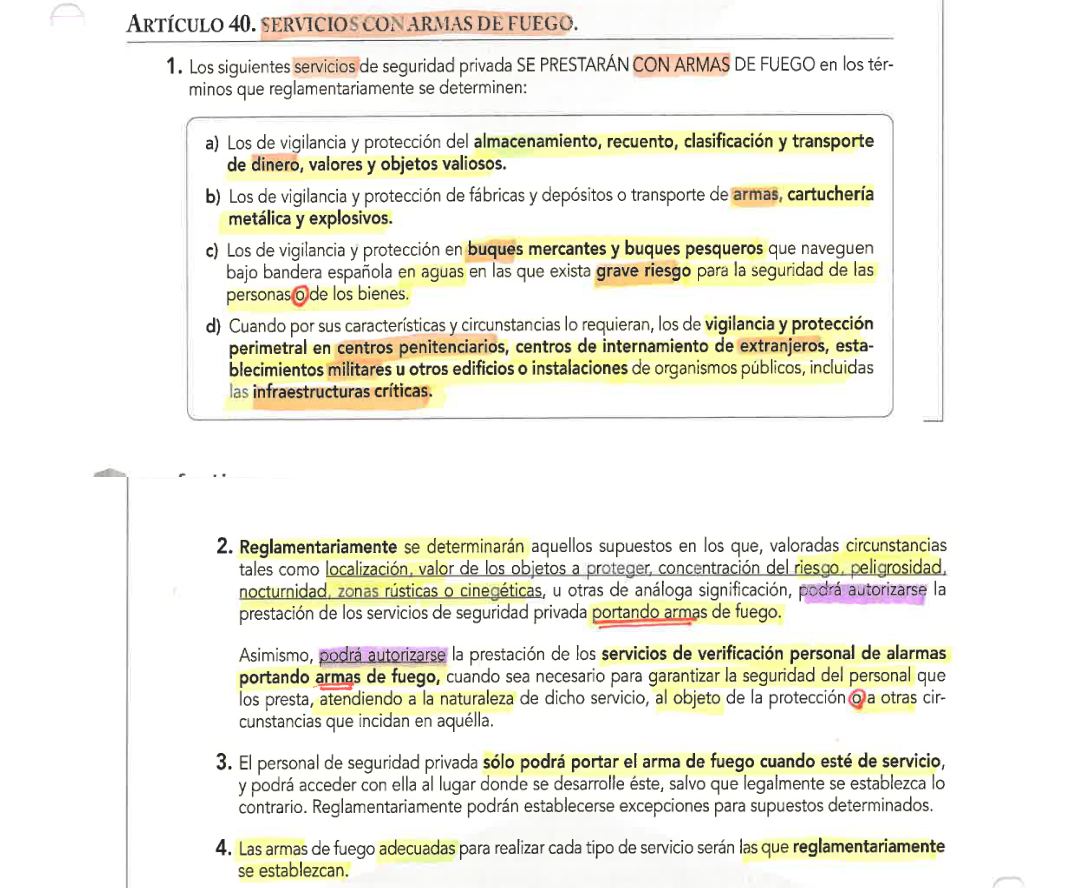 ARTÍCULO 40. SERVICIOS CON ARMAS DE FUEGO.
1. Los siguientes servicios de seguridad privada SE PRESTARÁN CON ARMAS DE FUEGO en los tér-
minos que reglamentariamente se determinen:
a) Los de vigilancia y protección del almacenamiento, recuento, clasificación y transporte
de dinero, valores y objetos valiosos.
b) Los de vigilancia y protección de fábricas y depósitos o transporte de armas, cartuchería
metálica y explosivos.
c) Los de vigilancia y protección en buques mercantes y buques pesqueros que naveguen
bajo bandera española en aguas en las que exista grave riesgo para la seguridad de las
personas o de los bienes.
d) Cuando por sus características y circunstancias lo requieran, los de vigilancia y protección
perimetral en centros penitenciarios, centros de internamiento de extranjeros, esta-
blecimientos militares u otros edificios o instalaciones de organismos públicos, incluidas
las infraestructuras críticas.
2. Reglamentariamente se determinarán aquellos supuestos en los que, valoradas circunstancias
tales como localización, valor de los objetos a proteger, concentración del riesgo, peligrosidad,
nocturnidad, zonas rústicas o cinegéticas, u otras de análoga significación, podrá autorizarse la
prestación de los servicios de seguridad privada portando armas de fuego.
Asimismo, podrá autorizarse la prestación de los servicios de verificación personal de alarmas
portando armas de fuego, cuando sea necesario para garantizar la seguridad del personal que
los presta, atendiendo a la naturaleza de dicho servicio, al objeto de la protección o a otras cir-
cunstancias que incidan en aquélla.
3. El personal de seguridad privada sólo podrá portar el arma de fuego cuando esté de servicio,
y podrá acceder con ella al lugar donde se desarrolle éste, salvo que legalmente se establezca lo
contrario. Reglamentariamente podrán establecerse excepciones para supuestos determinados.
4. Las armas de fuego adecuadas para realizar cada tipo de servicio serán las que reglamentariamente
se establezcan.